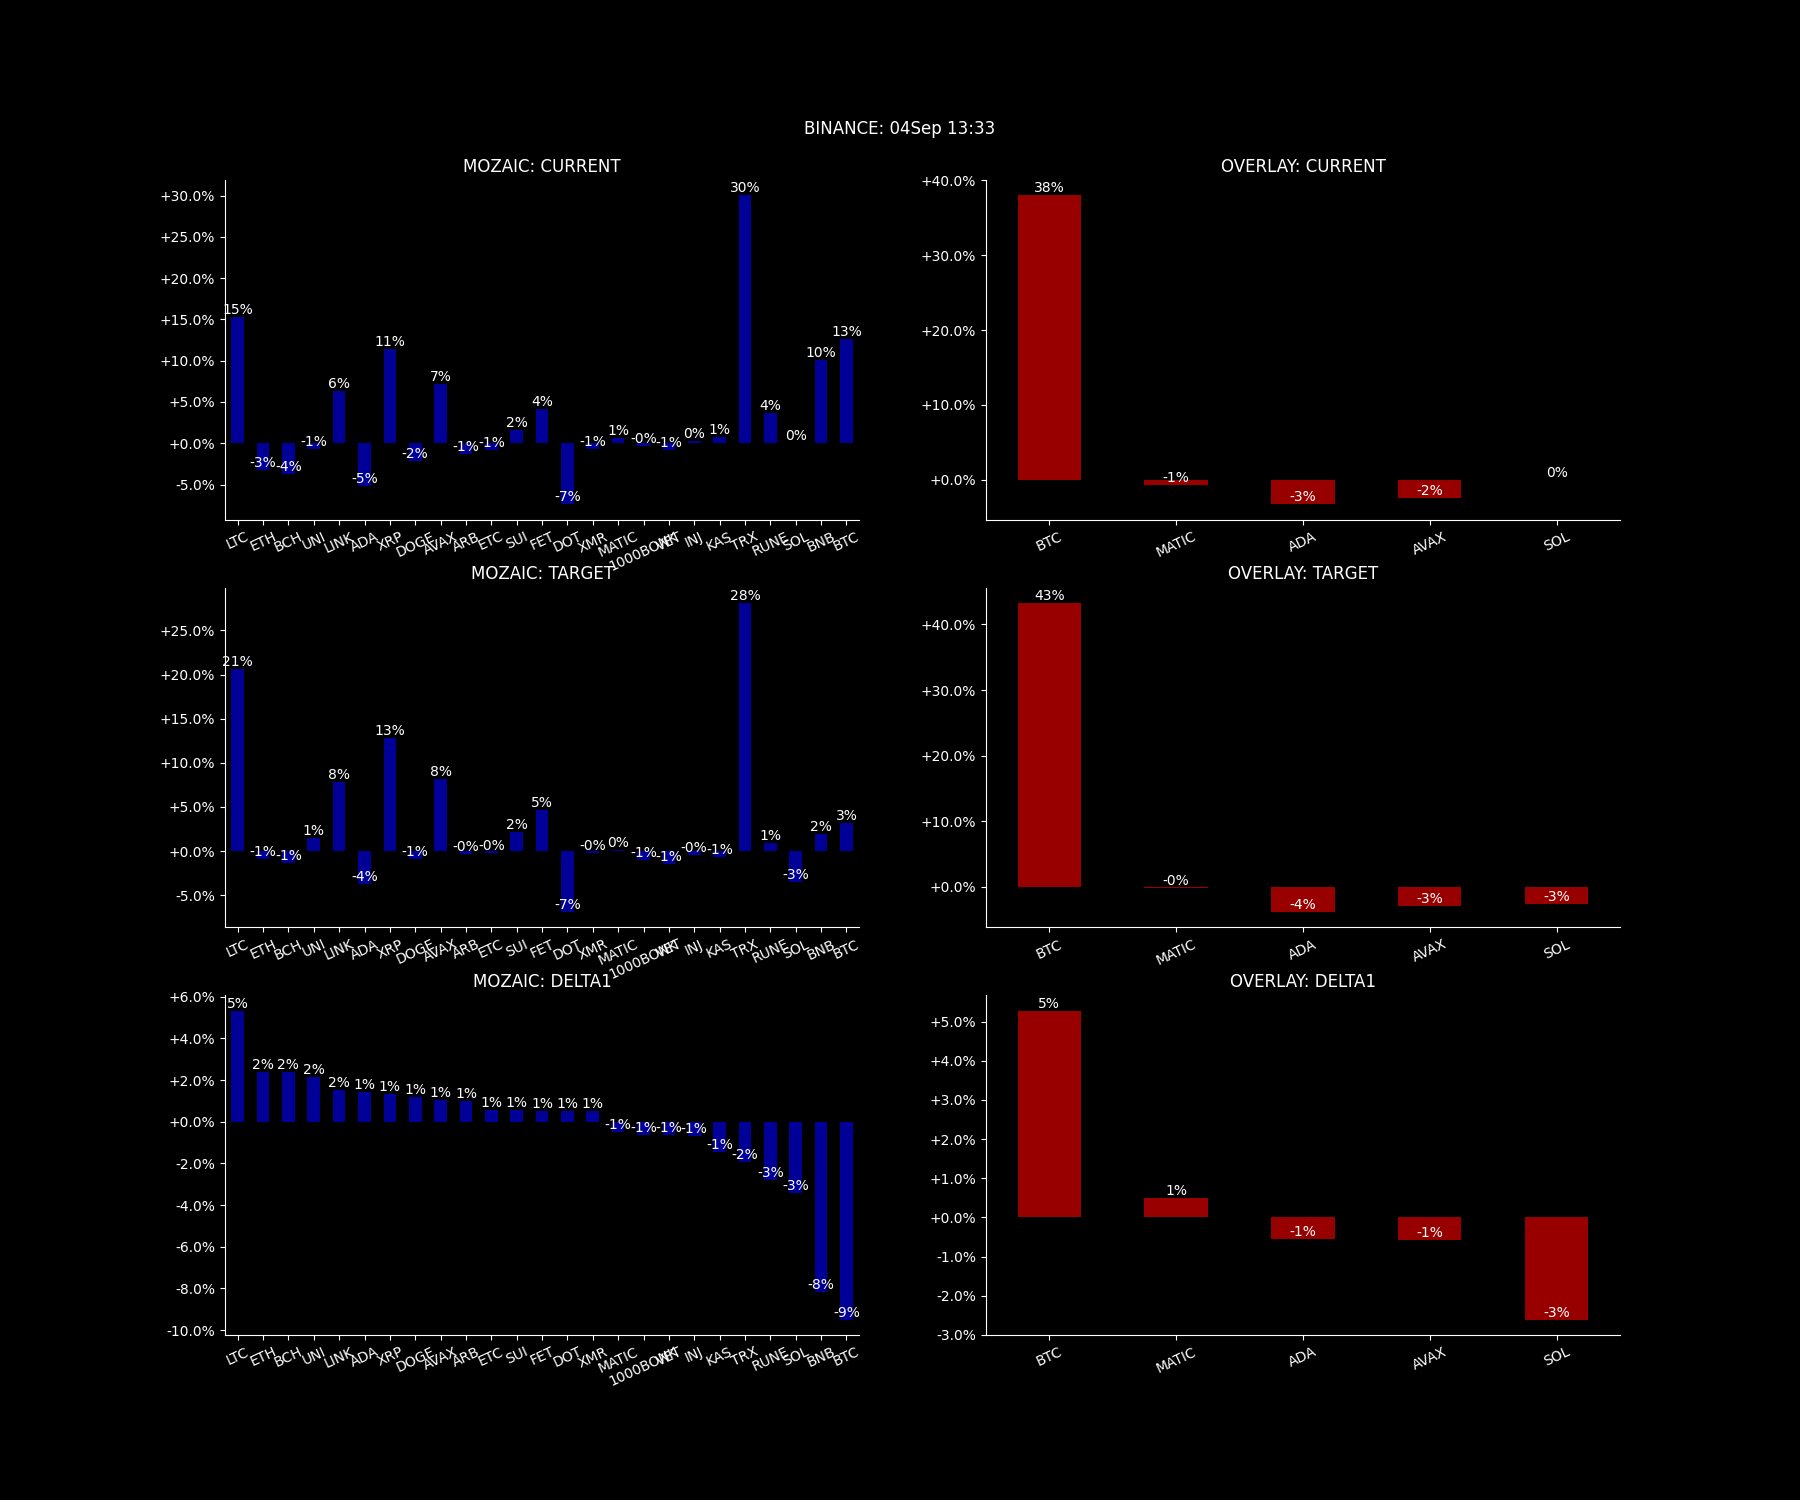 BINANCE: 04Sep 13:33
MOZAIC: CURRENT
+30.0%
+25.0%
+20.0%
+15.0%
+10.0%
+5.0%
+0.0%
-5.0%
15% -3% -4% -1% 6% -5% 11% -2% 7% -1% -1% 2% 4% -7% -1% 1% -0% -1% 0% 1% 30% 4% 0% 10% 13%
LTC ETH BCH UNI LINK ADA XRP DOGE AVAX ARB ETC SUI FET DOT XMR MATIC 1000BONK INJ KAS TRX RUNE SOL BNB BTC
OVERLAY: CURRENT
+40.0%
+30.0%
+20.0%
+10.0%
+0.0%
38% -1% -3% -2% 0%
BTC MATIC ADA AVAX SOL
MOZAIC: TARGET
+25.0%
+20.0%
+15.0%
+10.0%
+5.0%
+0.0%
-5.0%
21% -1% -1% 1% 8% -4% 13% -1% 8% -0% -0% 2% 5% -7% -0% 0% -1% -1% -0% -1% 28% 1% -3% 2% 3%
LTC ETH BCH UNI LINK ADA XRP DOGE AVAX ARB ETC SUI FET DOT XMR MATIC 1000BONK INJ KAS TRX RUNE SOL BNB BTC
OVERLAY: TARGET
+40.0%
+30.0%
+20.0%
+10.0%
+0.0%
43% -0% -4% -3% -3%
BTC MATIC ADA AVAX SOL
MOZAIC: DELTA1
+6.0%
+4.0%
+2.0%
+0.0%
-2.0%
-4.0%
-6.0%
-8.0%
-10.0%
5% 2% 2% 2% 2% 1% 1% 1% 1% 1% 1% 1% 1% 1% 1% -1% -1% -1% -1% -1% -2% -3% -3% -8% -9%
LTC ETH BCH UNI LINK ADA XRP DOGE AVAX ARB ETC SUI FET DOT XMR MATIC 1000BONK INJ KAS TRX RUNE SOL BNB BTC
OVERLAY: DELTA1
+5.0%
+4.0%
+3.0%
+2.0%
+1.0%
+0.0%
-1.0%
-2.0%
-3.0%
5% 1% -1% -1% -3%
BTC MATIC ADA AVAX SOL